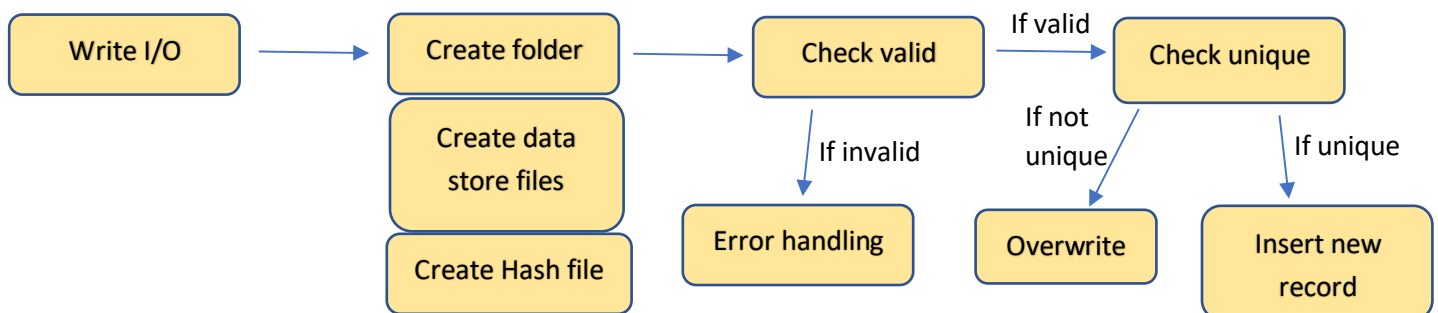 Write I/O
Create folder
Create data
store files
Create Hash file
Check valid
If invalid
Error handling
If valid
Check unique
If not
unique
Overwrite
If unique
Insert new
record